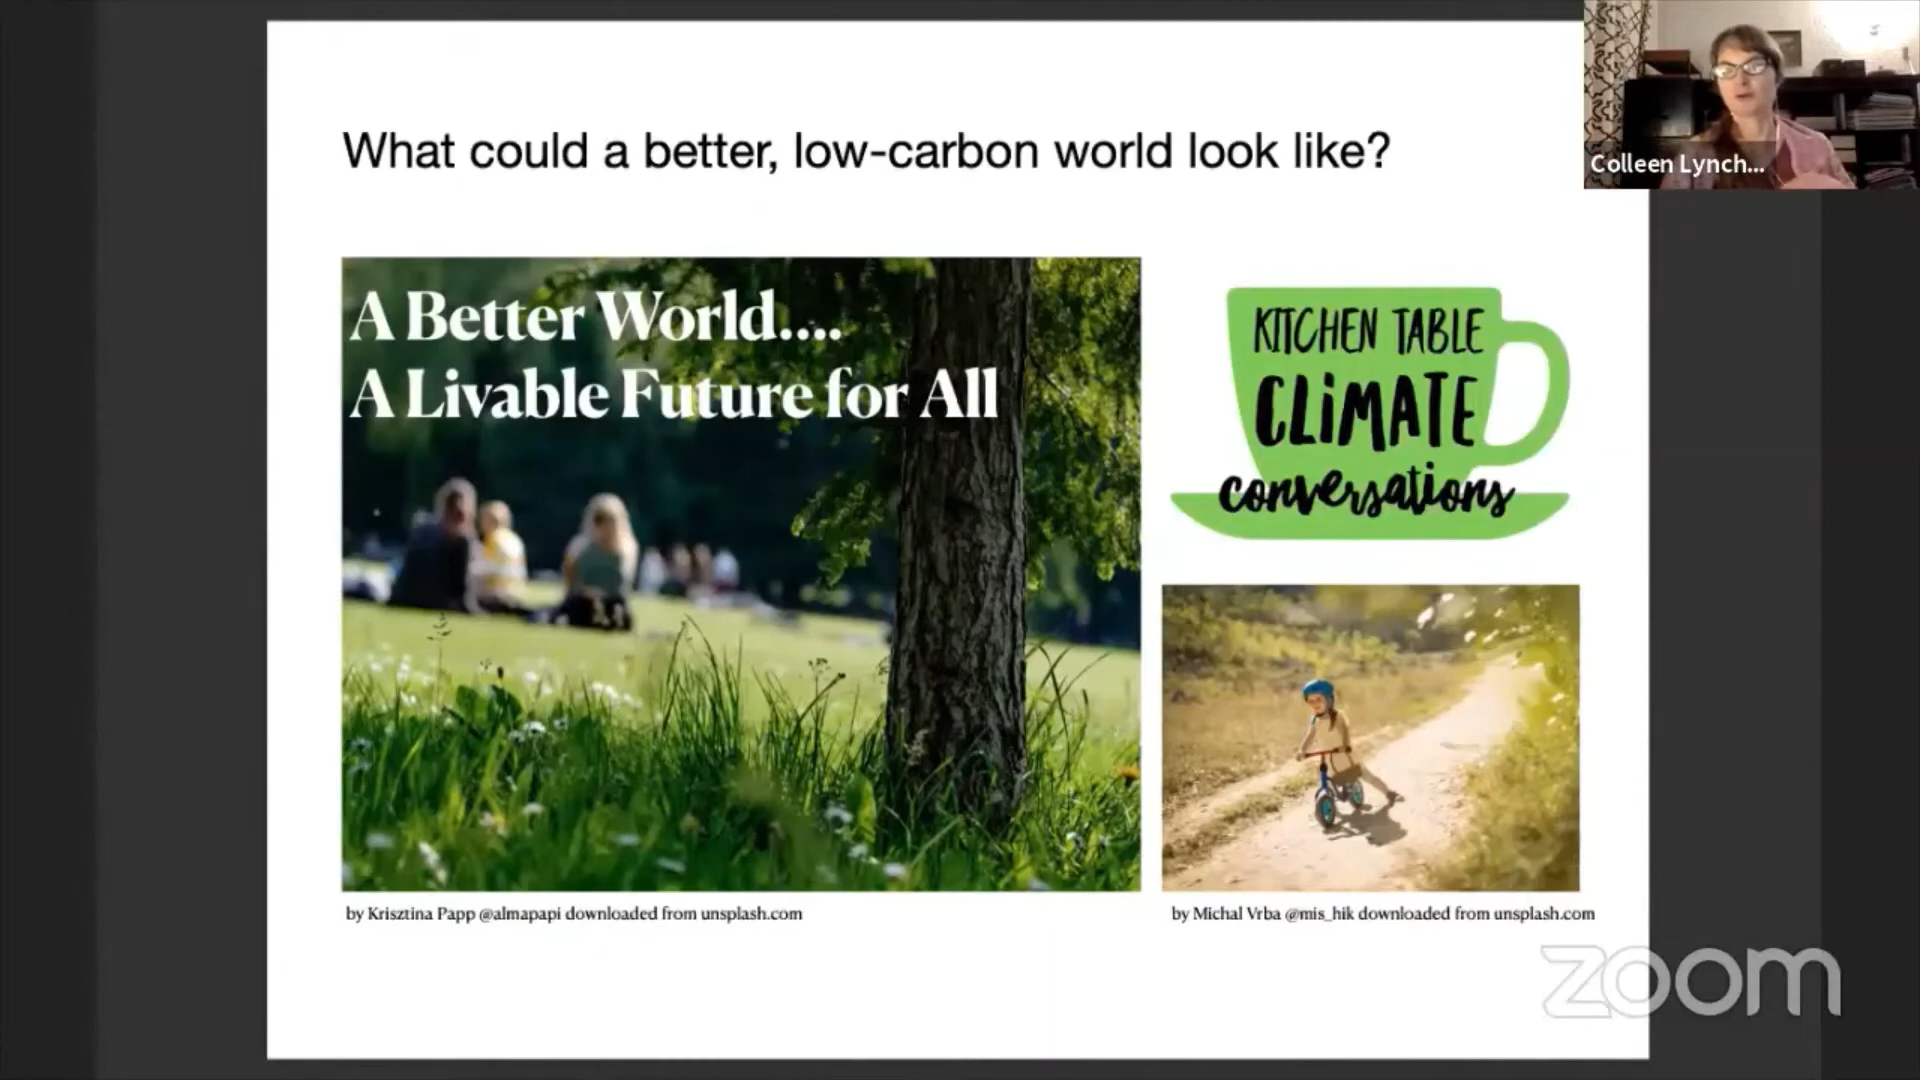 What could a better, low-carbon world look like?
Colleen Lynch...
A Better World....
A Livable Future for All
KITCHEN TABLE
CLiMATE
conversations
by Krisztina Papp @almapapi downloaded from unsplash.com
by Michal Vrba @mis_hik downloaded from unsplash.com
zoom